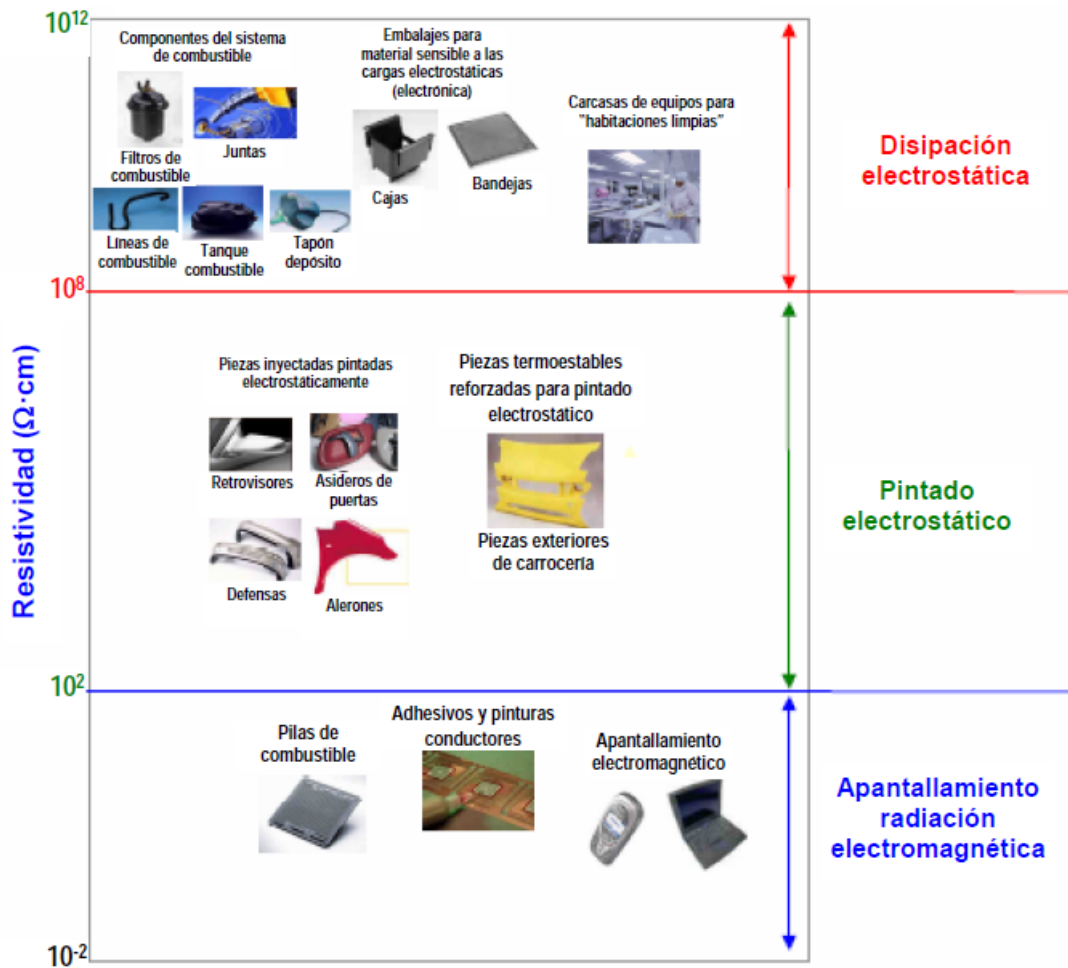 10¹²
Componentes del sistema
de combustible
Filtros de
combustible
Juntas
Líneas de
combustible
Tanque
combustible
Tapón
depósito
Embalajes para
material sensible a las
cargas electrostáticas
(electrónica)
Cajas
Bandejas
Carcasas de equipos para
"habitaciones limpias"
Disipación
electrostática
10⁸
Resistividad (Ω·cm)
Piezas inyectadas pintadas
electrostáticamente
Retrovisores
Asideros de
puertas
Defensas
Alerones
Piezas termoestables
reforzadas para pintado
electrostático
Piezas exteriores
de carrocería
Pintado
electrostático
10²
Pilas de
combustible
Adhesivos y pinturas
conductores
Apantallamiento
electromagnético
Apantallamiento
radiación
electromagnética
10⁻²